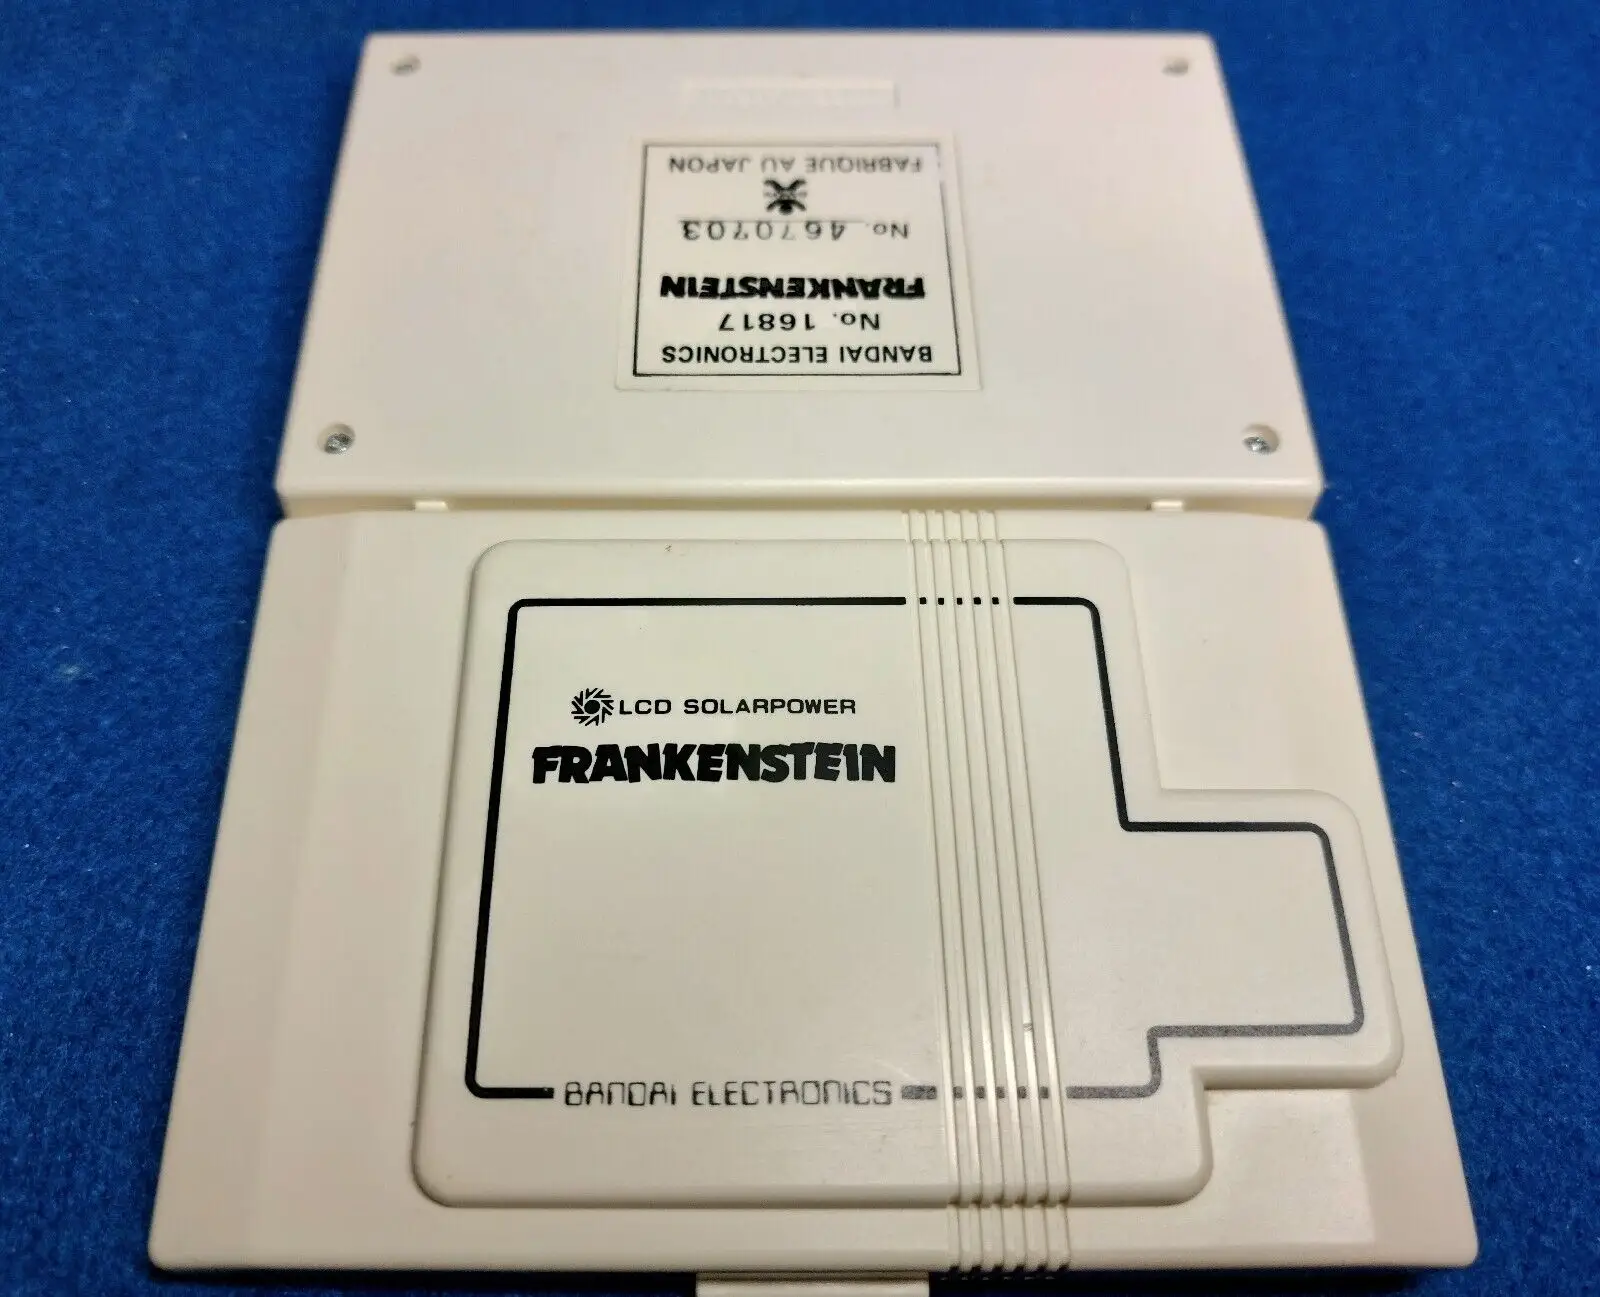 BANDAI ELECTRONICS
No. 16817
FRANKENSTEIN
No. 4670703
FABRIQUE AU JAPON
LCD SOLARPOWER
FRANKENSTEIN
BANDAI ELECTRONICS